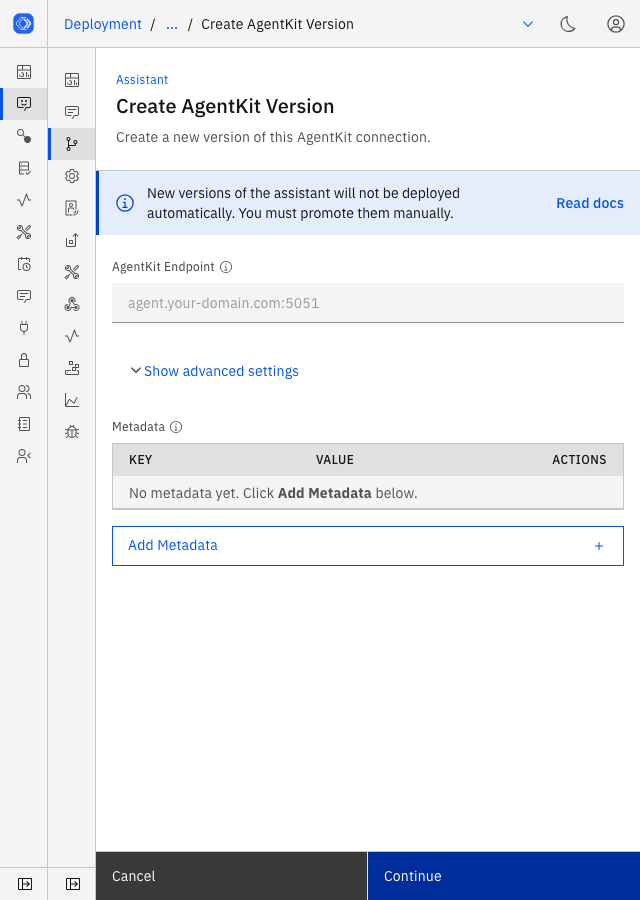 Deployment / ... / Create AgentKit Version
Assistant
Create AgentKit Version
Create a new version of this AgentKit connection.
New versions of the assistant will not be deployed
automatically. You must promote them manually.
Read docs
AgentKit Endpoint
agent.your-domain.com:5051
Show advanced settings
Metadata
KEY VALUE ACTIONS
No metadata yet. Click Add Metadata below.
Add Metadata +
Cancel Continue